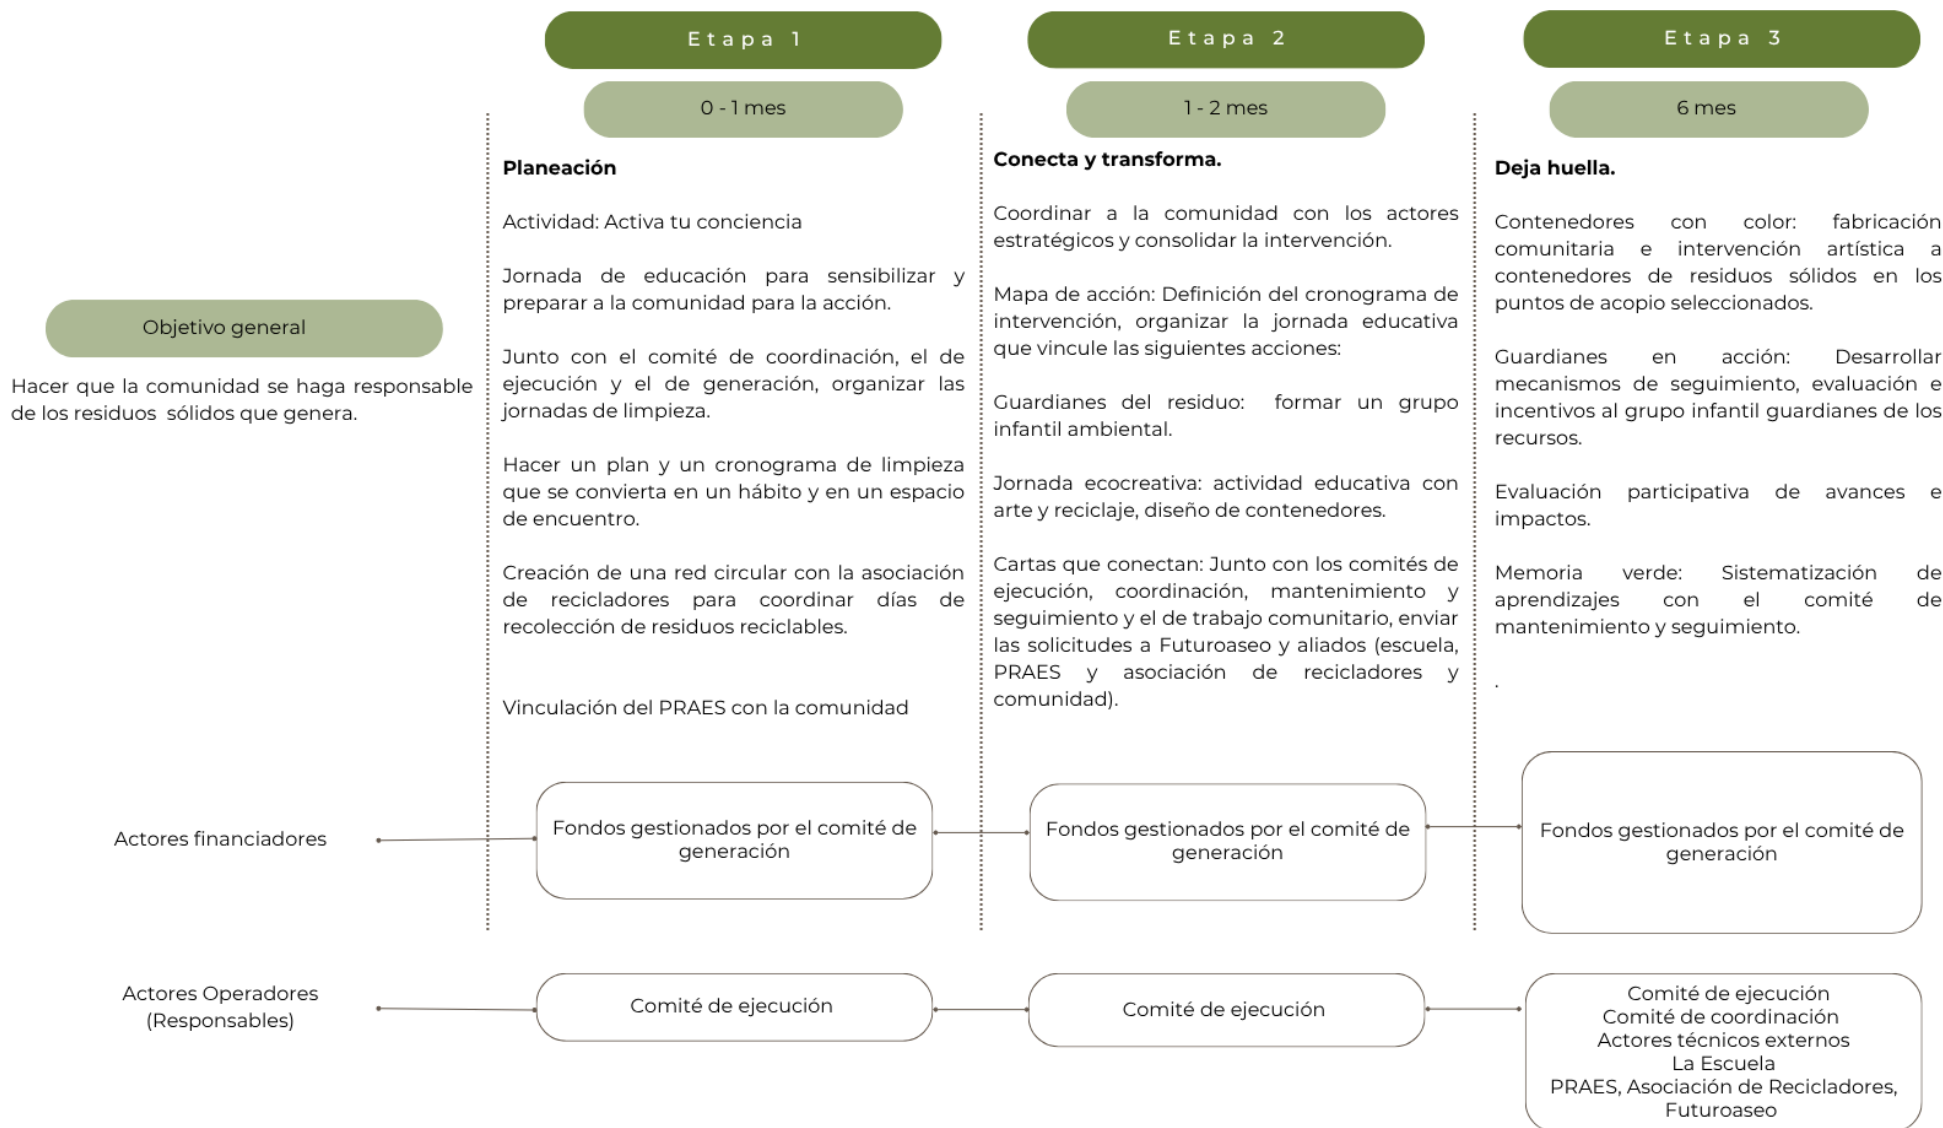 Etapa 1
0 - 1 mes
Etapa 2
1 - 2 mes
Etapa 3
6 mes
Objetivo general
Hacer que la comunidad se haga responsable
de los residuos sólidos que genera.
Planeación
Actividad: Activa tu conciencia
Jornada de educación para sensibilizar y
preparar a la comunidad para la acción.
Junto con el comité de coordinación, el de
ejecución y el de generación, organizar las
jornadas de limpieza.
Hacer un plan y un cronograma de limpieza
que se convierta en un hábito y en un espacio
de encuentro.
Creación de una red circular con la asociación
de recicladores para coordinar días de
recolección de residuos reciclables.
Vinculación del PRAES con la comunidad
Conecta y transforma.
Coordinar a la comunidad con los actores
estratégicos y consolidar la intervención.
Mapa de acción: Definición del cronograma de
intervención, organizar la jornada educativa
que vincule las siguientes acciones:
Guardianes del residuo: formar un grupo
infantil ambiental.
Jornada ecocreativa: actividad educativa con
arte y reciclaje, diseño de contenedores.
Cartas que conectan: Junto con los comités de
ejecución, coordinación, mantenimiento y
seguimiento y el de trabajo comunitario, enviar
las solicitudes a Futuroaseo y aliados (escuela,
PRAES y asociación de recicladores y
comunidad).
Deja huella.
Contenedores con color: fabricación
comunitaria e intervención artística a
contenedores de residuos sólidos en los
puntos de acopio seleccionados.
Guardianes en acción: Desarrollar
mecanismos de seguimiento, evaluación e
incentivos al grupo infantil guardianes de los
recursos.
Evaluación participativa de avances e
impactos.
Memoria verde: Sistematización de
aprendizajes con el comité de
mantenimiento y seguimiento.
.
Actores financiadores
Fondos gestionados por el comité de
generación
Fondos gestionados por el comité de
generación
Fondos gestionados por el comité de
generación
Actores Operadores
(Responsables)
Comité de ejecución
Comité de ejecución
Comité de ejecución
Comité de coordinación
Actores técnicos externos
La Escuela
PRAES, Asociación de Recicladores,
Futuroaseo